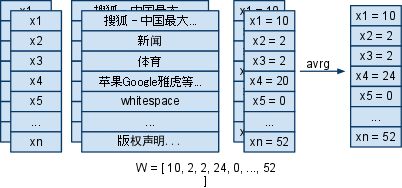 x1
x2
x3
x4
x5
...
xn
搜狐 - 中国最大...
新闻
体育
苹果Google雅虎等...
whitespace
...
版权声明...
x1 = 10
x2 = 2
x3 = 2
x4 = 20
x5 = 0
...
xn = 52
avrg
x1 = 10
x2 = 2
x3 = 2
x4 = 24
x5 = 0
...
xn = 52
W = [ 10, 2, 2, 24, 0, ..., 52
]